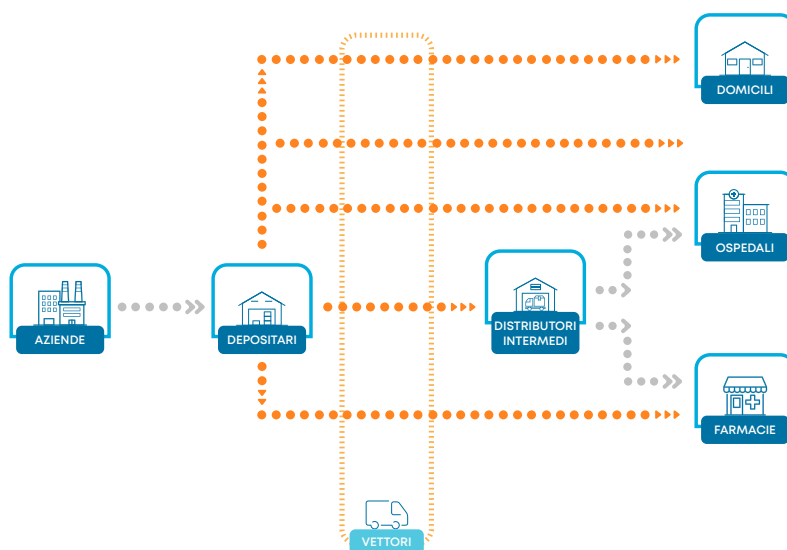 DOMICILI
OSPEDALI
AZIENDE
DEPOSITARI
DISTRIBUTORI
INTERMEDI
FARMACIE
VETTORI